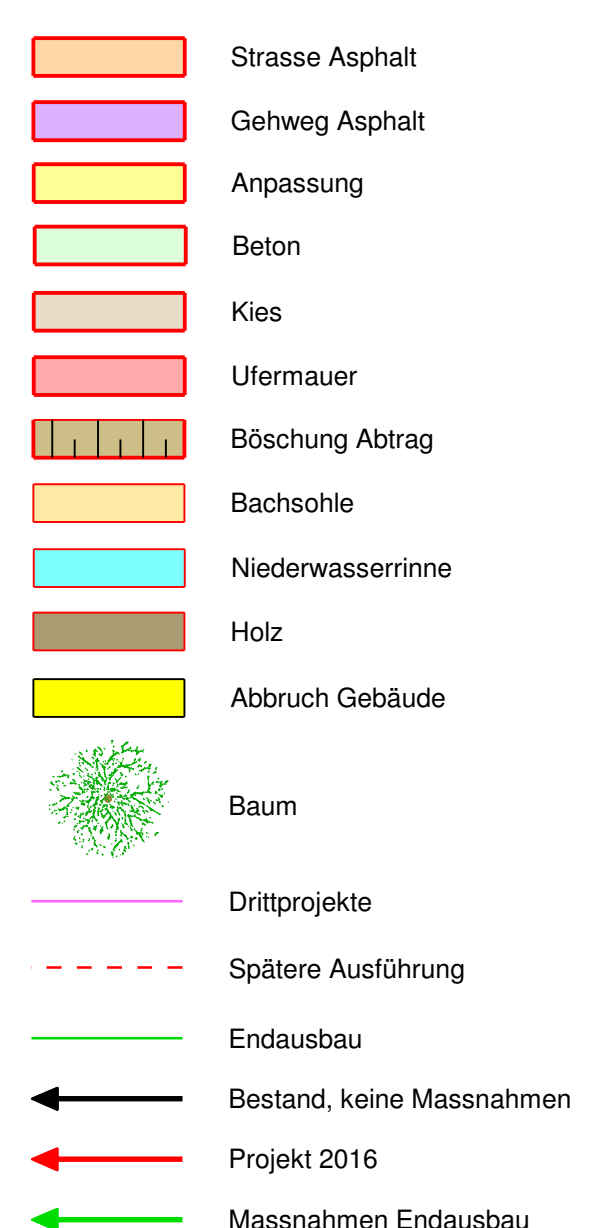 Strasse Asphalt
Gehweg Asphalt
Anpassung
Beton
Kies
Ufermauer
Böschung Abtrag
Bachsohle
Niederwasserrinne
Holz
Abbruch Gebäude
Baum
Drittprojekte
Spätere Ausführung
Endausbau
Bestand, keine Massnahmen
Projekt 2016
Massnahmen Endausbau